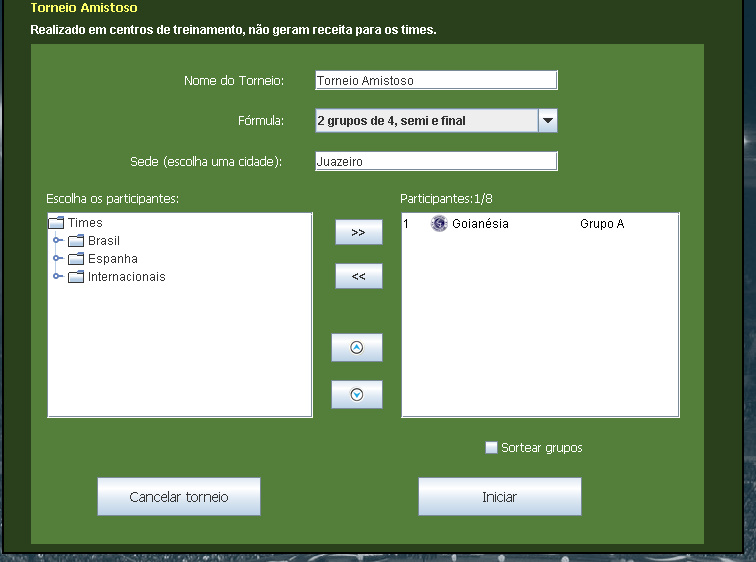 Torneio Amistoso
Realizado em centros de treinamento, não geram receita para os times.
Nome do Torneio: Torneio Amistoso
Fórmula: 2 grupos de 4, semi e final
Sede (escolha uma cidade): Juazeiro
Escolha os participantes: Participantes:1/8
Times
Brasil
Espanha
Internacionais
>>
<<
1 Goianésia Grupo A
Sortear grupos
Cancelar torneio Iniciar